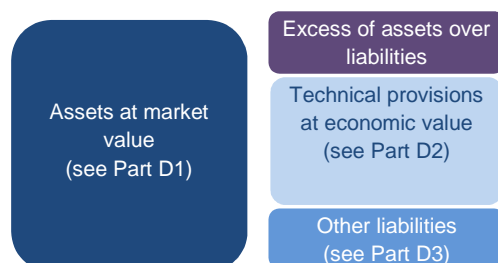 Assets at market
value
(see Part D1)
Excess of assets over
liabilities
Technical provisions
at economic value
(see Part D2)
Other liabilities
(see Part D3)